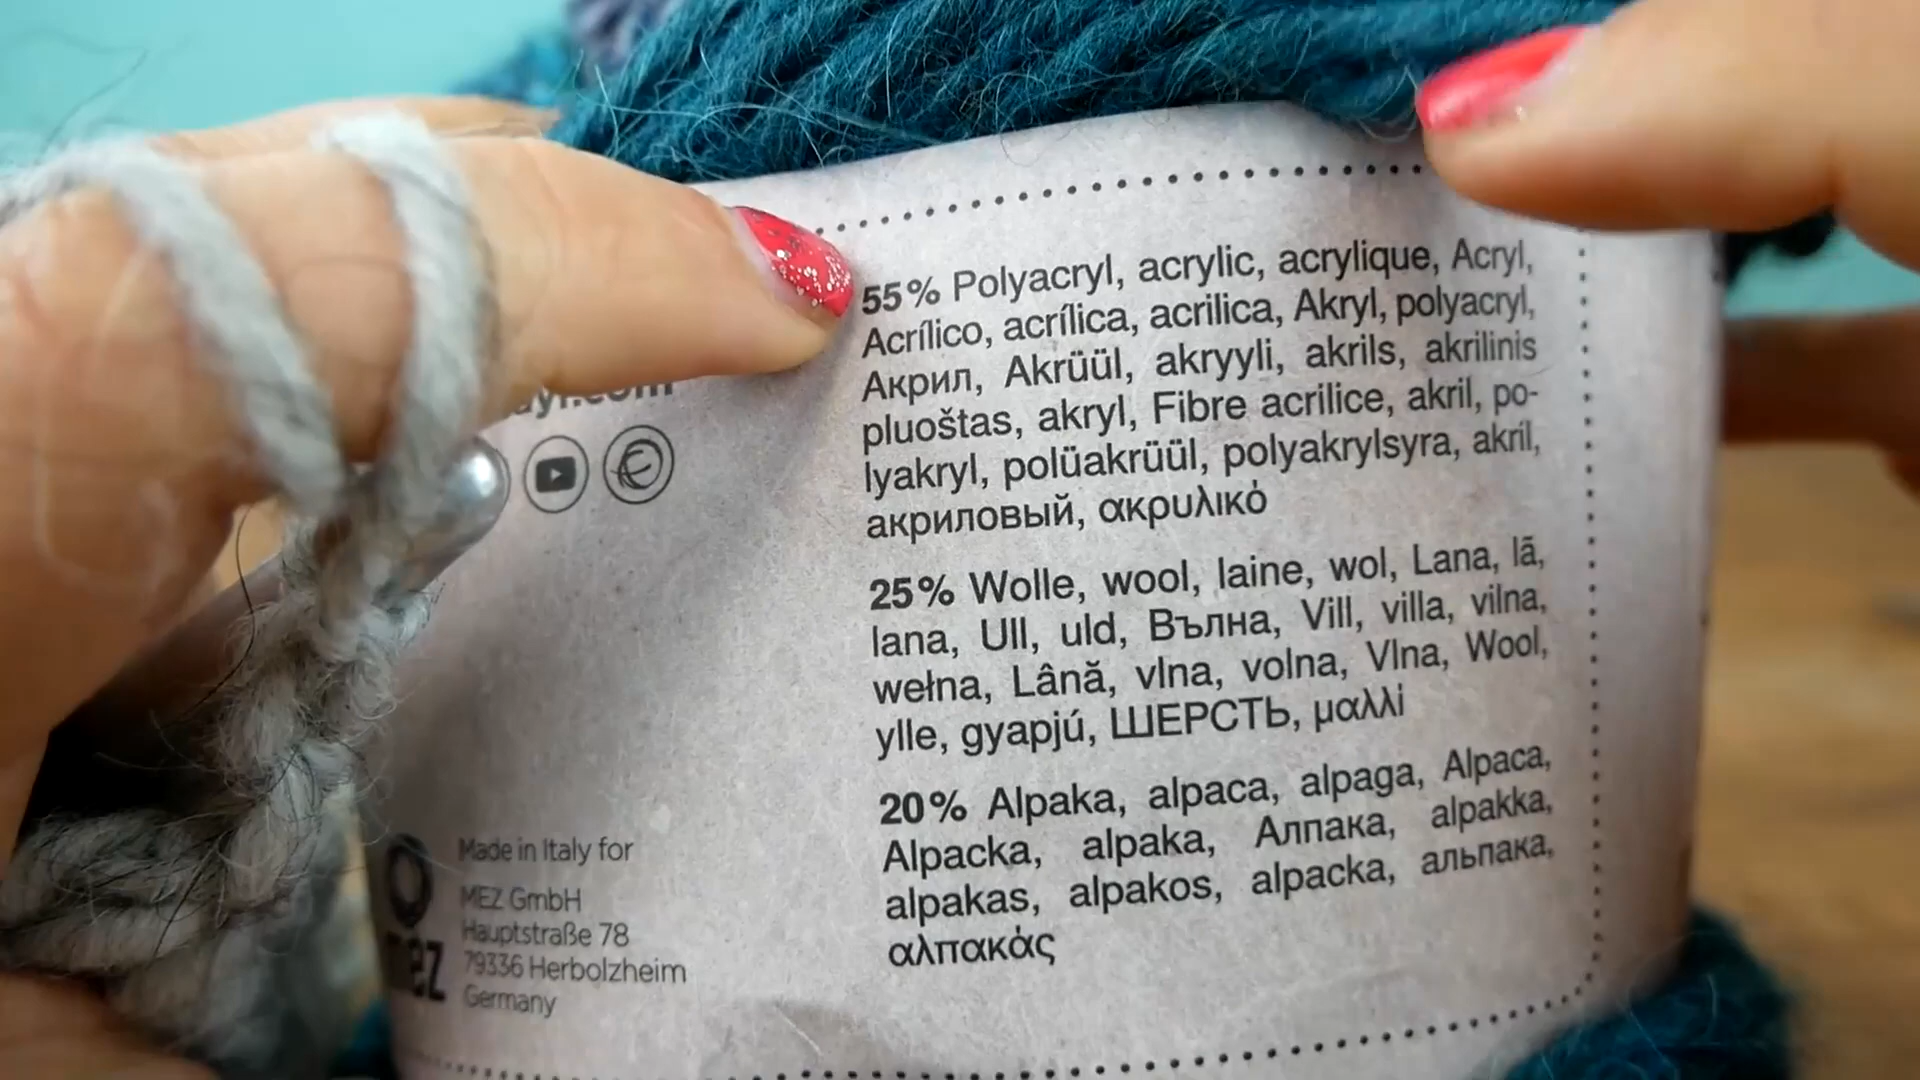 55% Polyacryl, acrylic, acrylique, Acryl,
Acrílico, acrílica, acrilica, Akryl, polyacryl,
Акрил, Akrüül, akryyli, akrils, akrilinis
pluoštas, akryl, Fibre acrilice, akril, po-
lyakryl, polüakrüül, polyakrylsyra, akril,
акриловый, ακρυλικό
25% Wolle, wool, laine, wol, Lana, lã,
lana, Ull, uld, Вълна, Vill, villa, vilna,
wełna, Lână, vlna, volna, Vlna, Wool,
ylle, gyapjú, ШЕРСТЬ, μαλλί
20% Alpaka, alpaca, alpaga, Alpaca,
Alpacka, alpaka, Алпака, alpakka,
alpakas, alpakos, alpacka, альпака,
αλπακάς
Made in Italy for
MEZ GmbH
Hauptstraße 78
79336 Herbolzheim
Germany